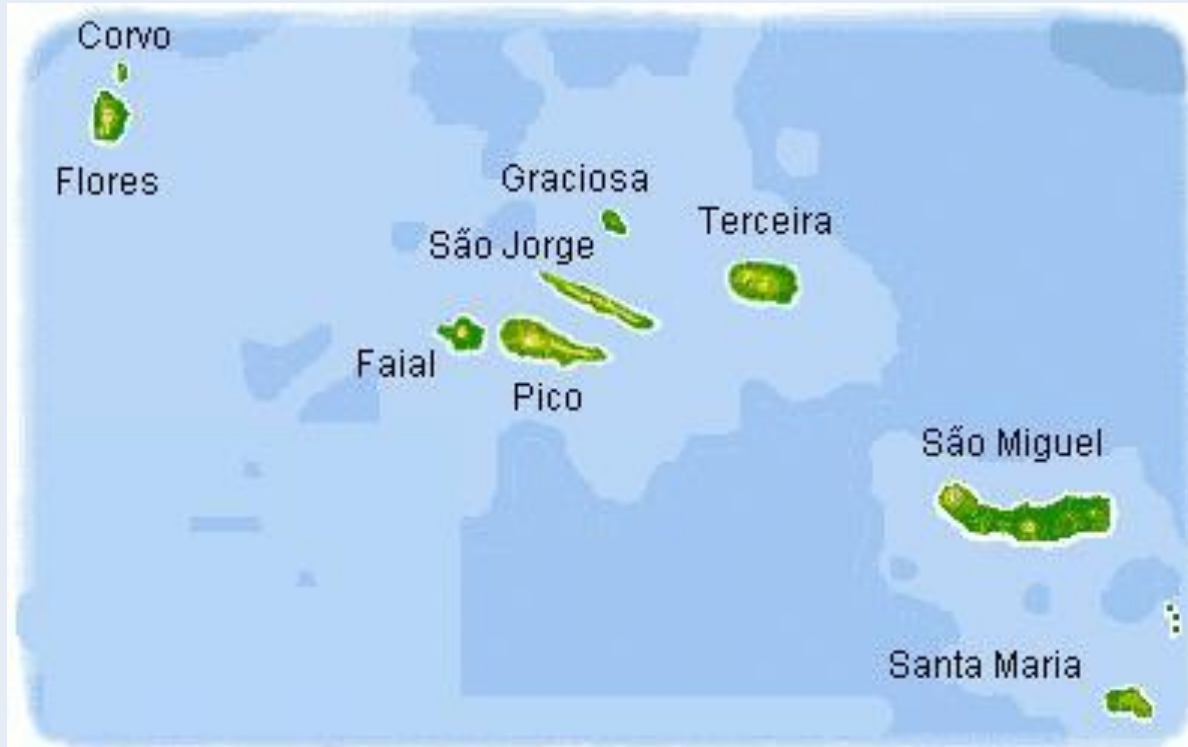 Corvo
Flores
Graciosa
Terceira
São Jorge
Faial
Pico
São Miguel
Santa Maria